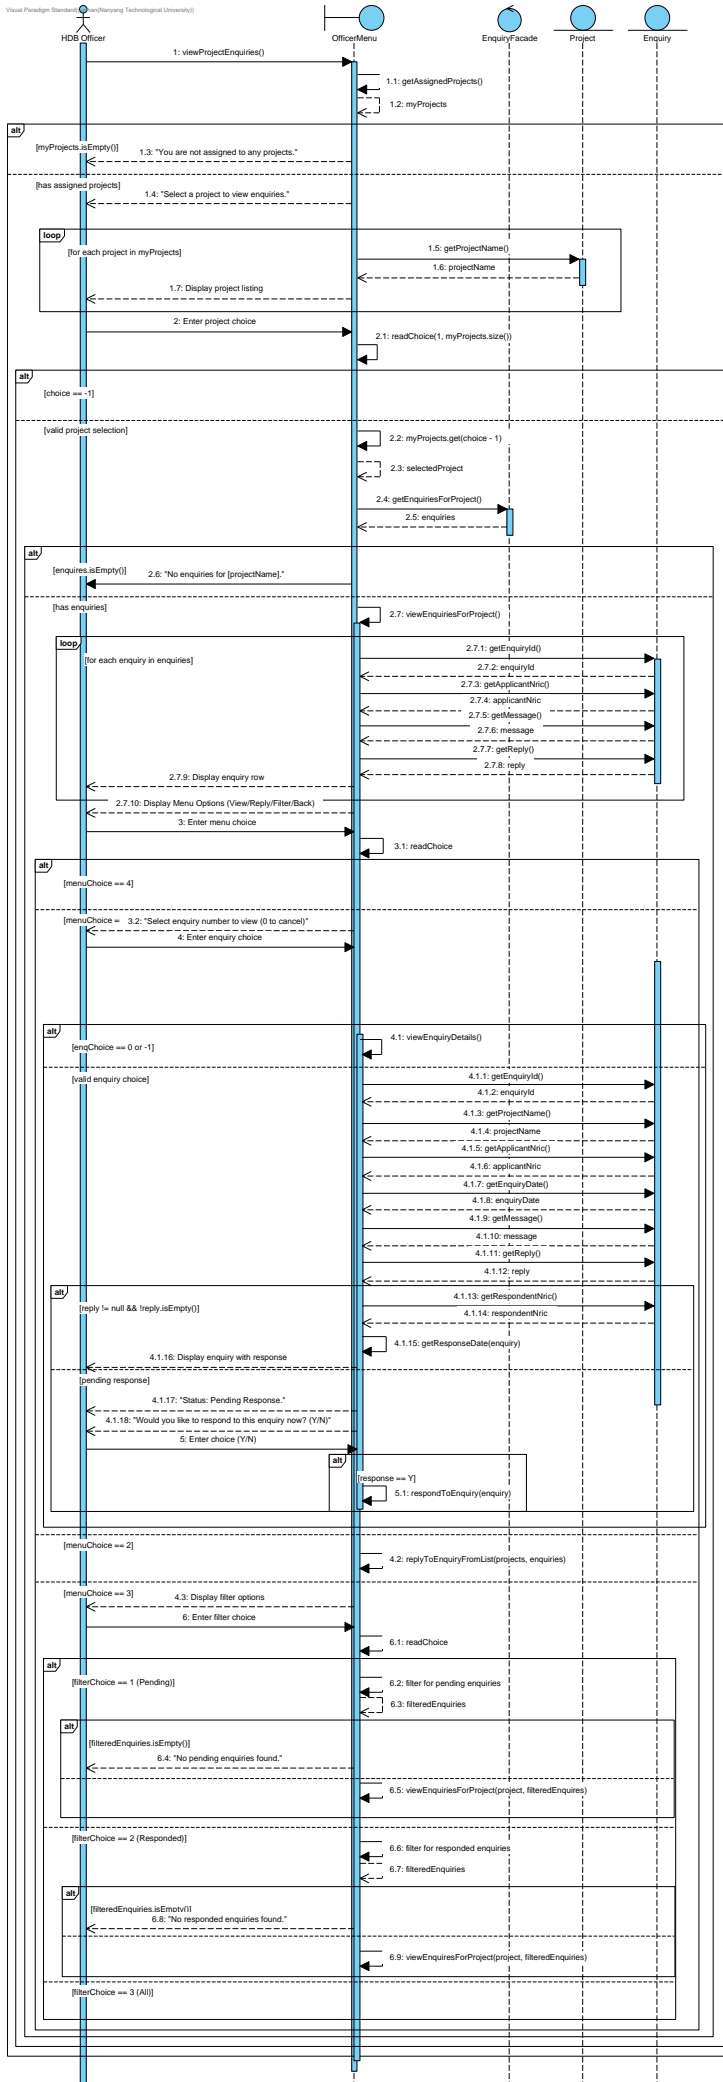 Visual Paradigm Standard(
(Nanyang Technological University))
HDB Officer
OfficerMenu
EnquiryFacade
Project
Enquiry
1: viewProjectEnquiries()
1.1: getAssignedProjects()
1.2: myProjects
alt
[myProjects.isEmpty()]
1.3: "You are not assigned to any projects."
[has assigned projects]
1.4: "Select a project to view enquiries."
loop
[for each project in myProjects]
1.5: getProjectName()
1.6: projectName
1.7: Display project listing
2: Enter project choice
2.1: readChoice(1, myProjects.size())
alt
[choice == -1]
[valid project selection]
2.2: myProjects.get(choice - 1)
2.3: selectedProject
2.4: getEnquiriesForProject()
2.5: enquiries
alt
[enquires.isEmpty()]
2.6: "No enquiries for [projectName]."
[has enquiries]
2.7: viewEnquiriesForProject()
loop
[for each enquiry in enquiries]
2.7.1: getEnquiryId()
2.7.2: enquiryId
2.7.3: getApplicantNric()
2.7.4: applicantNric
2.7.5: getMessage()
2.7.6: message
2.7.7: getReply()
2.7.8: reply
2.7.9: Display enquiry row
2.7.10: Display Menu Options (View/Reply/Filter/Back)
3: Enter menu choice
3.1: readChoice
alt
[menuChoice == 4]
[menuChoice =
3.2: "Select enquiry number to view (0 to cancel)"
4: Enter enquiry choice
alt
4.1: viewEnquiryDetails()
[enqChoice == 0 or -1]
[valid enquiry choice]
4.1.1: getEnquiryId()
4.1.2: enquiryId
4.1.3: getProjectName()
4.1.4: projectName
4.1.5: getApplicantNric()
4.1.6: applicantNric
4.1.7: getEnquiryDate()
4.1.8: enquiryDate
4.1.9: getMessage()
4.1.10: message
4.1.11: getReply()
4.1.12: reply
alt
[reply != null && !reply.isEmpty()]
4.1.13: getRespondentNric()
4.1.14: respondentNric
4.1.15: getResponseDate(enquiry)
4.1.16: Display enquiry with response
[pending response]
4.1.17: "Status: Pending Response."
4.1.18: "Would you like to respond to this enquiry now? (Y/N)"
5: Enter choice (Y/N)
alt
[response == Y]
5.1: respondToEnquiry(enquiry)
[menuChoice == 2]
4.2: replyToEnquiryFromList(projects, enquiries)
[menuChoice == 3]
4.3: Display filter options
6: Enter filter choice
6.1: readChoice
alt
[filterChoice == 1 (Pending)]
6.2: filter for pending enquiries
6.3: filteredEnquiries
alt
[filteredEnquiries.isEmpty()]
6.4: "No pending enquiries found."
6.5: viewEnquiriesForProject(project, filteredEnquires)
[filterChoice == 2 (Responded)]
6.6: filter for responded enquiries
6.7: filteredEnquiries
alt
[filteredEnquiries.isEmpty()]
6.8: "No responded enquiries found."
6.9: viewEnquiresForProject(project, filteredEnquiries)
[filterChoice == 3 (All)]